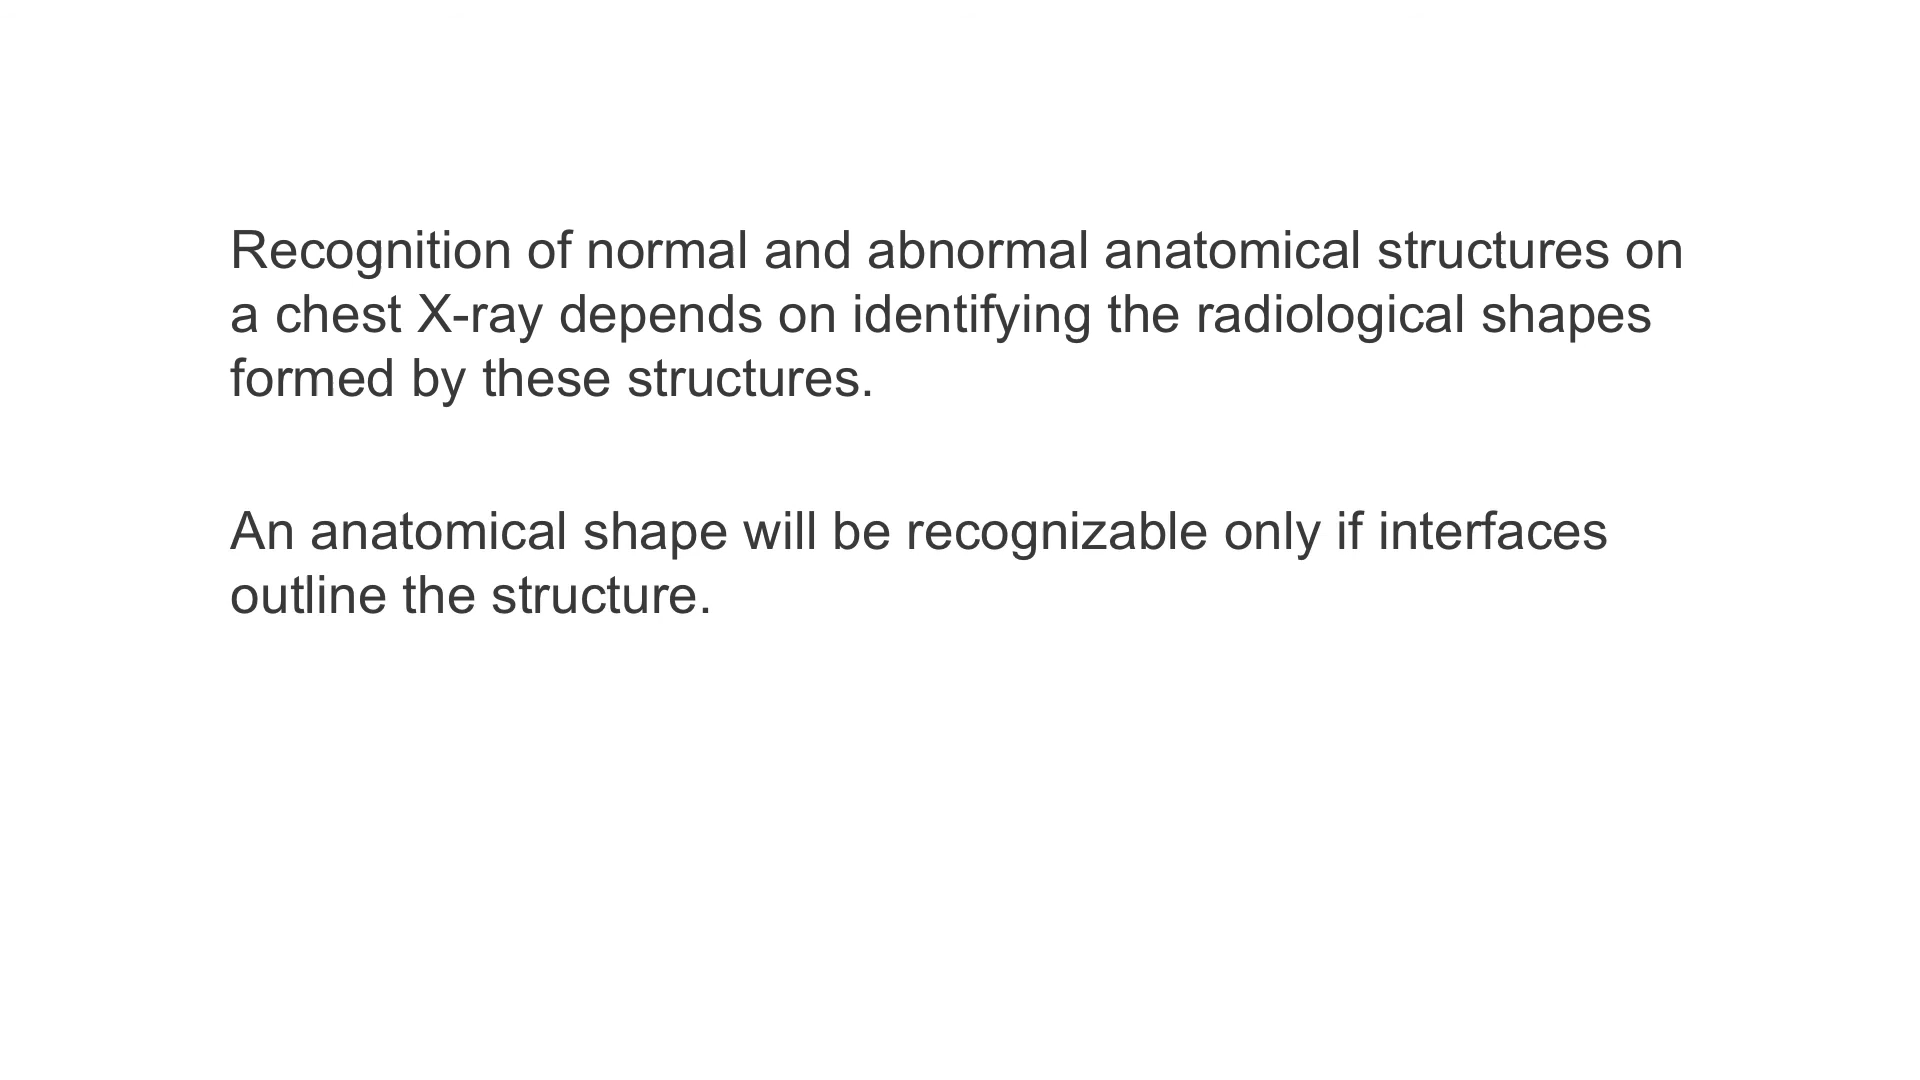 Recognition of normal and abnormal anatomical structures on
a chest X-ray depends on identifying the radiological shapes
formed by these structures.
An anatomical shape will be recognizable only if interfaces
outline the structure.